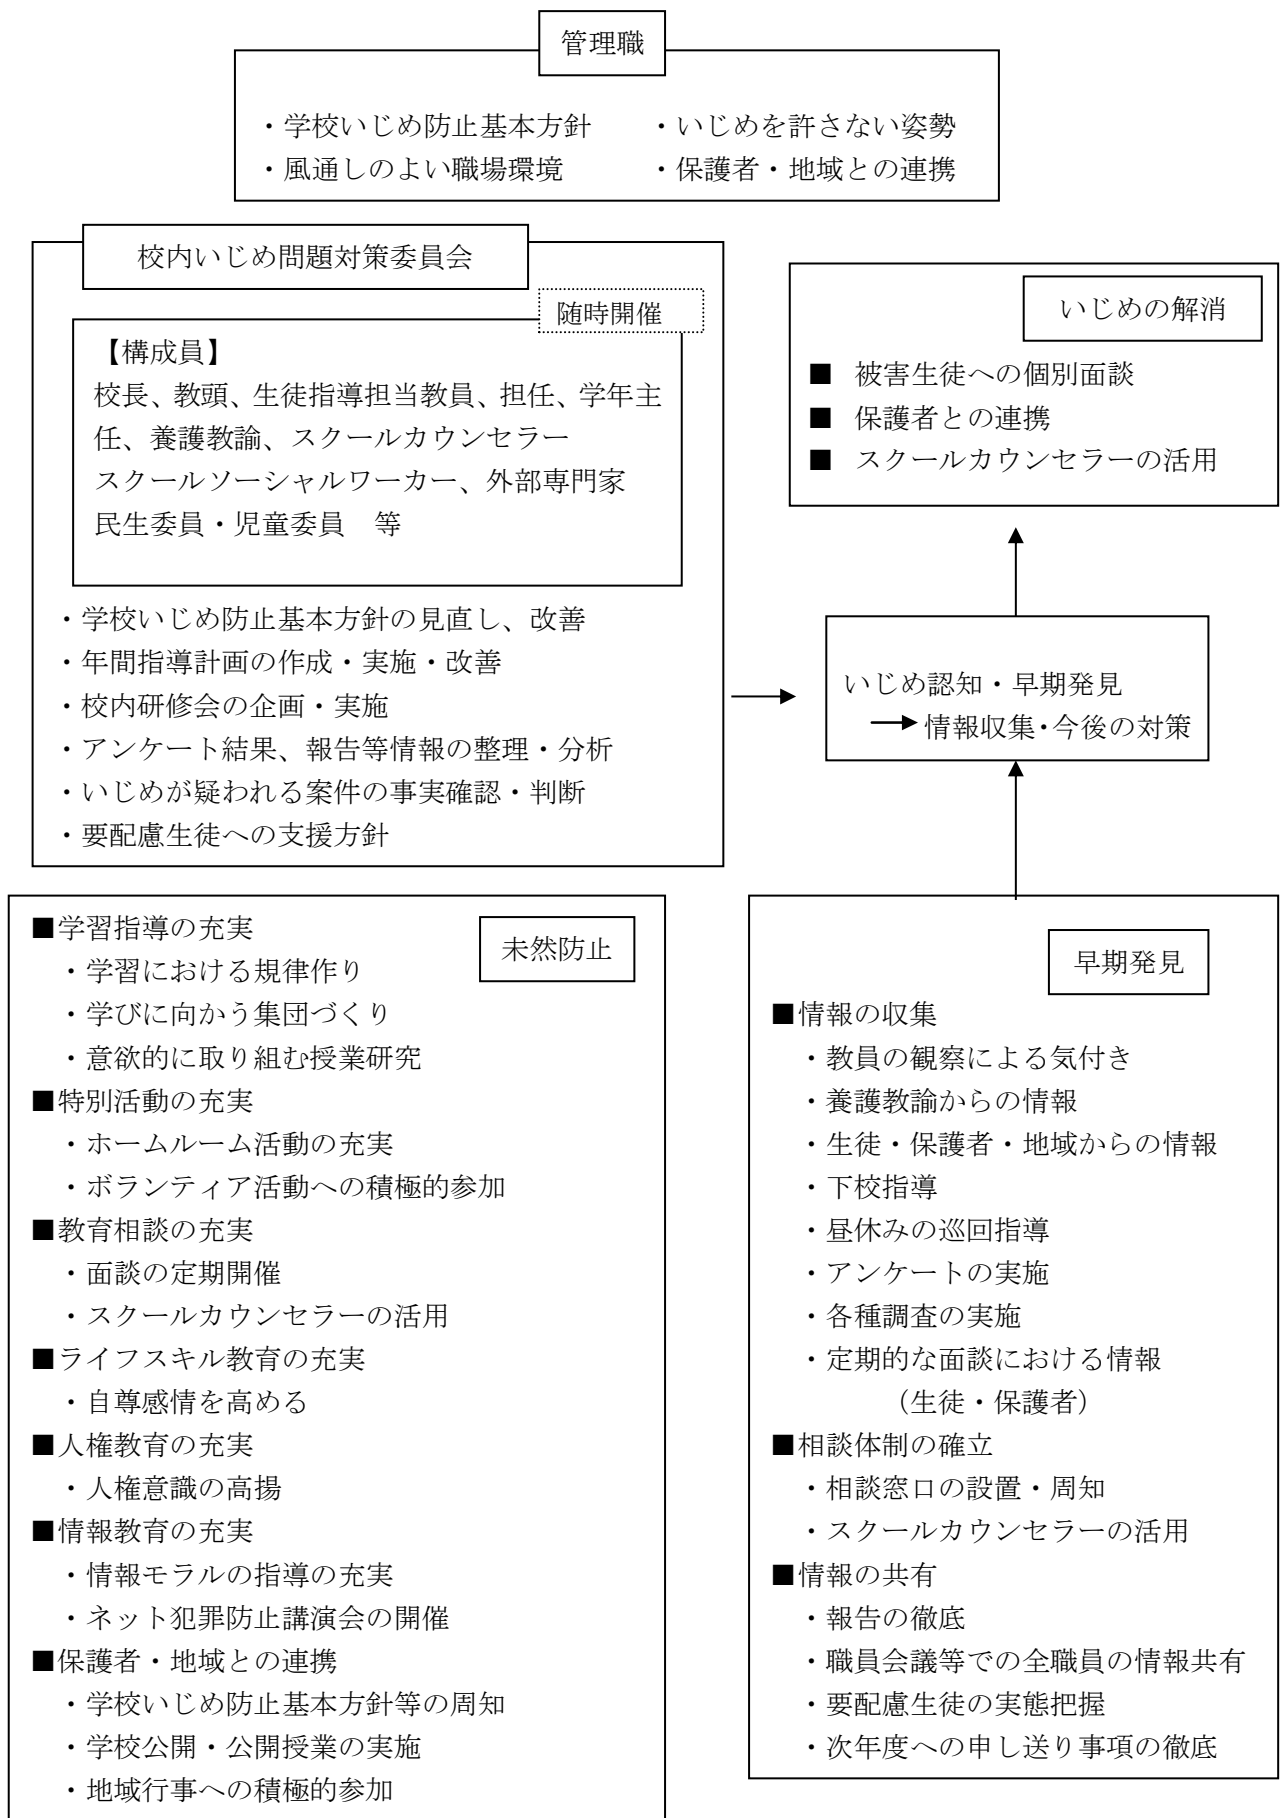 管理職
・学校いじめ防止基本方針　　・いじめを許さない姿勢
・風通しのよい職場環境　　　・保護者・地域との連携
校内いじめ問題対策委員会
随時開催
【構成員】
校長、教頭、生徒指導担当教員、担任、学年主
任、養護教諭、スクールカウンセラー
スクールソーシャルワーカー、外部専門家
民生委員・児童委員　等
・学校いじめ防止基本方針の見直し、改善
・年間指導計画の作成・実施・改善
・校内研修会の企画・実施
・アンケート結果、報告等情報の整理・分析
・いじめが疑われる案件の事実確認・判断
・要配慮生徒への支援方針
いじめの解消
■　被害生徒への個別面談
■　保護者との連携
■　スクールカウンセラーの活用
いじめ認知・早期発見
情報収集・今後の対策
未然防止
■学習指導の充実
・学習における規律作り
・学びに向かう集団づくり
・意欲的に取り組む授業研究
■特別活動の充実
・ホームルーム活動の充実
・ボランティア活動への積極的参加
■教育相談の充実
・面談の定期開催
・スクールカウンセラーの活用
■ライフスキル教育の充実
・自尊感情を高める
■人権教育の充実
・人権意識の高揚
■情報教育の充実
・情報モラルの指導の充実
・ネット犯罪防止講演会の開催
■保護者・地域との連携
・学校いじめ防止基本方針等の周知
・学校公開・公開授業の実施
・地域行事への積極的参加
早期発見
■情報の収集
・教員の観察による気付き
・養護教諭からの情報
・生徒・保護者・地域からの情報
・下校指導
・昼休みの巡回指導
・アンケートの実施
・各種調査の実施
・定期的な面談における情報
（生徒・保護者）
■相談体制の確立
・相談窓口の設置・周知
・スクールカウンセラーの活用
■情報の共有
・報告の徹底
・職員会議等での全職員の情報共有
・要配慮生徒の実態把握
・次年度への申し送り事項の徹底